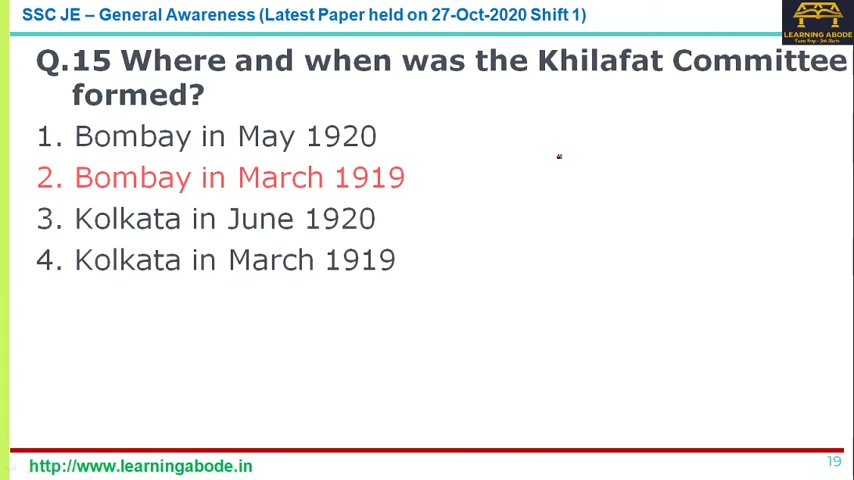 SSC JE – General Awareness (Latest Paper held on 27-Oct-2020 Shift 1)
LEARNING ABODE
Q.15 Where and when was the Khilafat Committee
formed?
1. Bombay in May 1920
2. Bombay in March 1919
3. Kolkata in June 1920
4. Kolkata in March 1919
http://www.learningabode.in
19